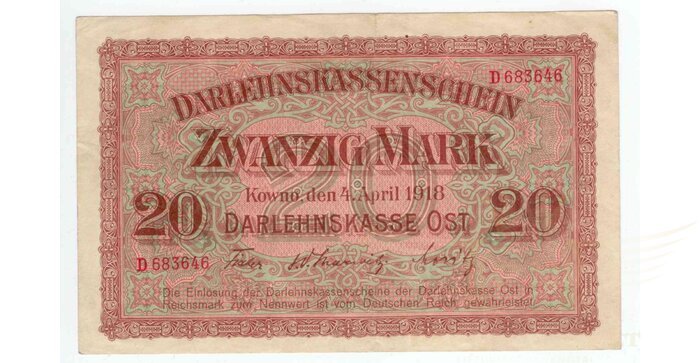 D 683646
DARLEHNSKASSENSCHEIN
ZWANZIG MARK
Kowno, den 4. April 1918
20 DARLEHNSKASSE OST 20
20
D 683646
Die Einlösung der Darlehnskassenscheine der Darlehnskasse Ost in
Reichsmark zum Nennwert ist vom Deutschen Reich gewährleistet